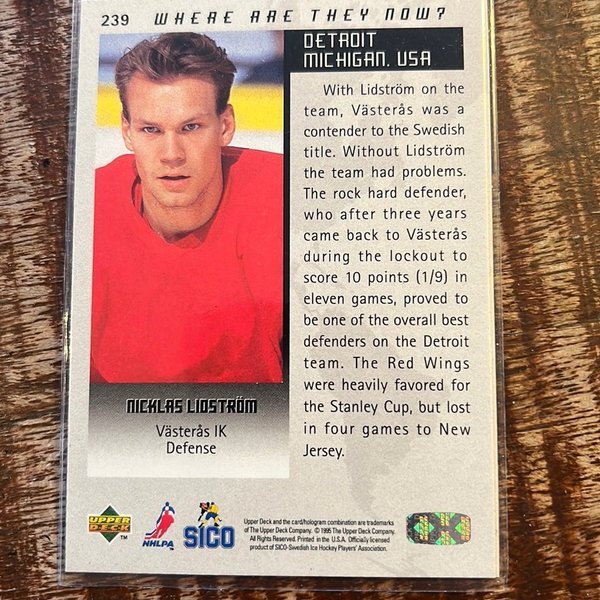 239 WHERE ARE THEY NOW?
DETROIT
MICHIGAN. USA
With Lidström on the
team, Västerås was a
contender to the Swedish
title. Without Lidström
the team had problems.
The rock hard defender,
who after three years
came back to Västerås
during the lockout to
score 10 points (1/9) in
eleven games, proved to
be one of the overall best
defenders on the Detroit
team. The Red Wings
were heavily favored for
the Stanley Cup, but lost
in four games to New
Jersey.
NICKLAS LIDSTRÖM
Västerås IK
Defense
UPPER DECK TM
NHLPA
SICO
Upper Deck and the card/hologram combination are trademarks
of The Upper Deck Company. © 1995 The Upper Deck Company.
All Rights Reserved. Printed in the U.S.A. Officially licensed
product of SICO-Swedish Ice Hockey Players' Association.